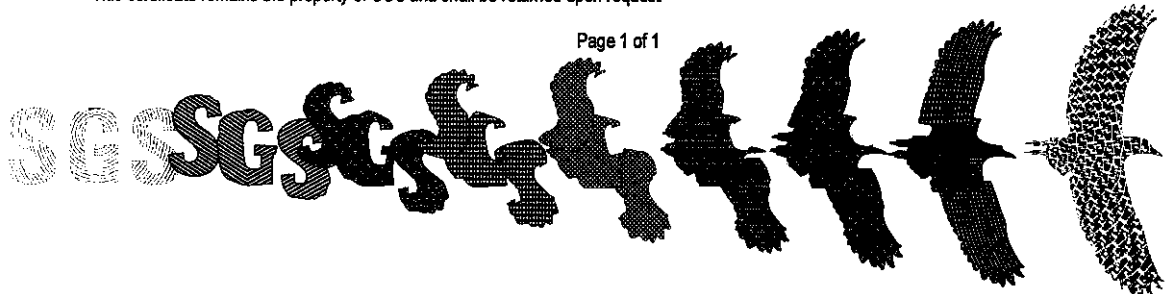 This certificate remains the property of SGS and shall be returned upon request
Page 1 of 1
SGS SGS SGS